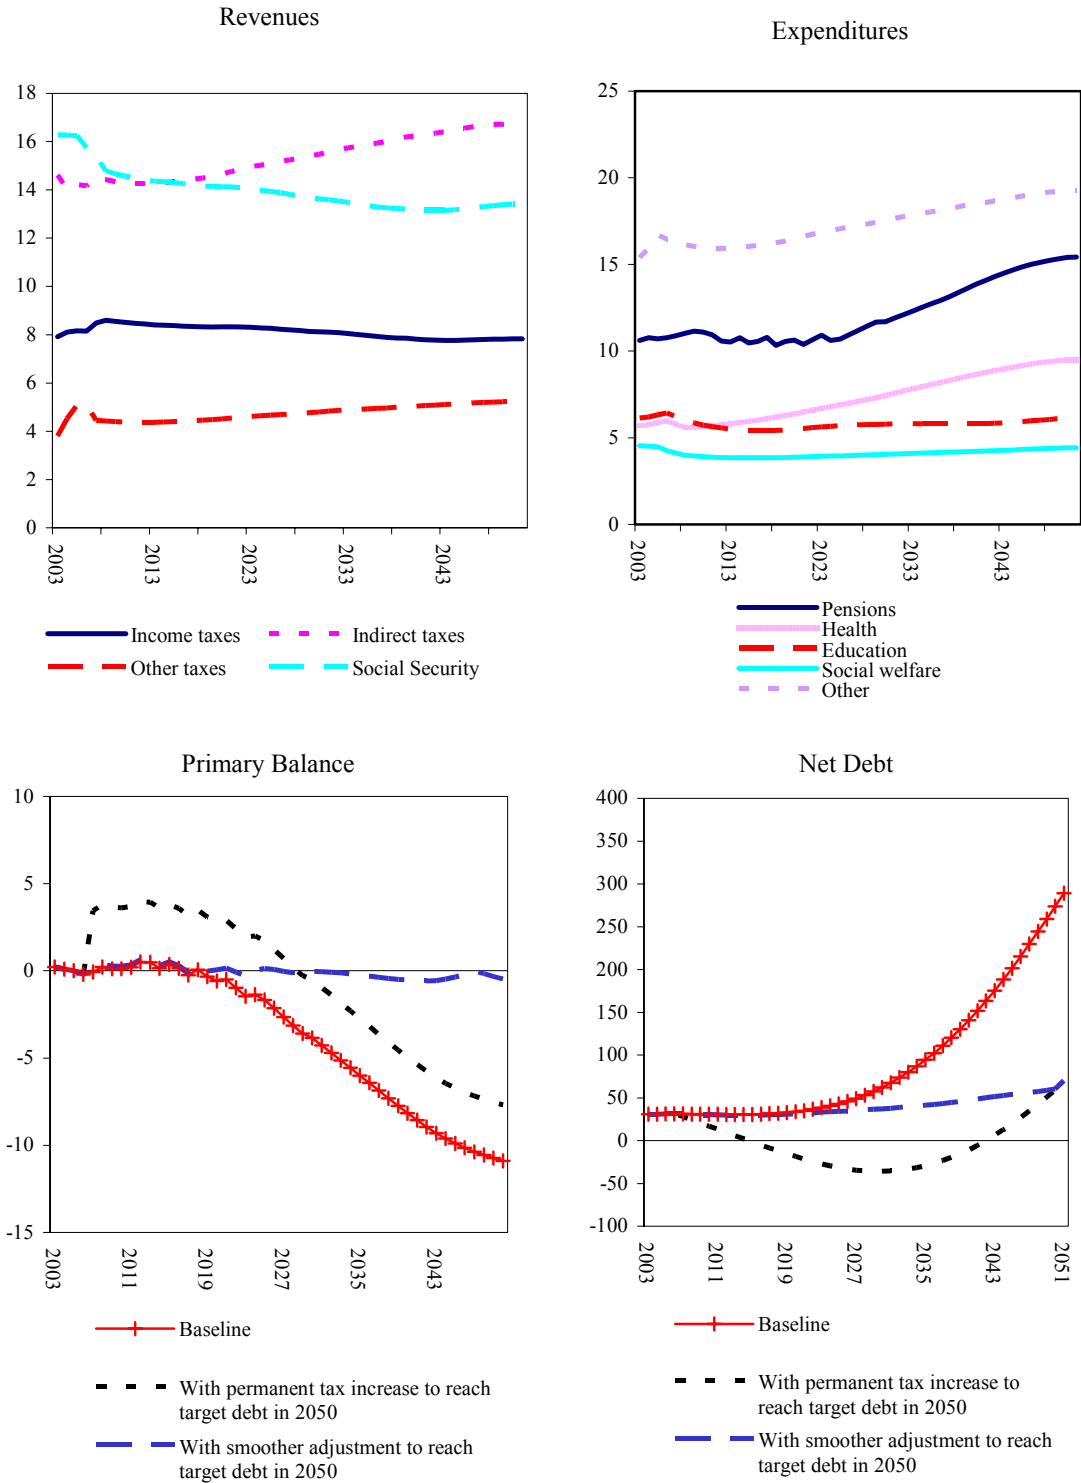 Revenues
18
16
14
12
10
8
6
4
2
0
2003
2013
2023
2033
2043
Income taxes
Indirect taxes
Other taxes
Social Security
Expenditures
25
20
15
10
5
0
2003
2013
2023
2033
2043
Pensions
Health
Education
Social welfare
Other
Primary Balance
10
5
0
-5
-10
-15
2003
2011
2019
2027
2035
2043
Baseline
With permanent tax increase to reach
target debt in 2050
With smoother adjustment to reach
target debt in 2050
Net Debt
400
350
300
250
200
150
100
50
0
-50
-100
2003
2011
2019
2027
2035
2043
2051
Baseline
With permanent tax increase to
reach target debt in 2050
With smoother adjustment to reach
target debt in 2050